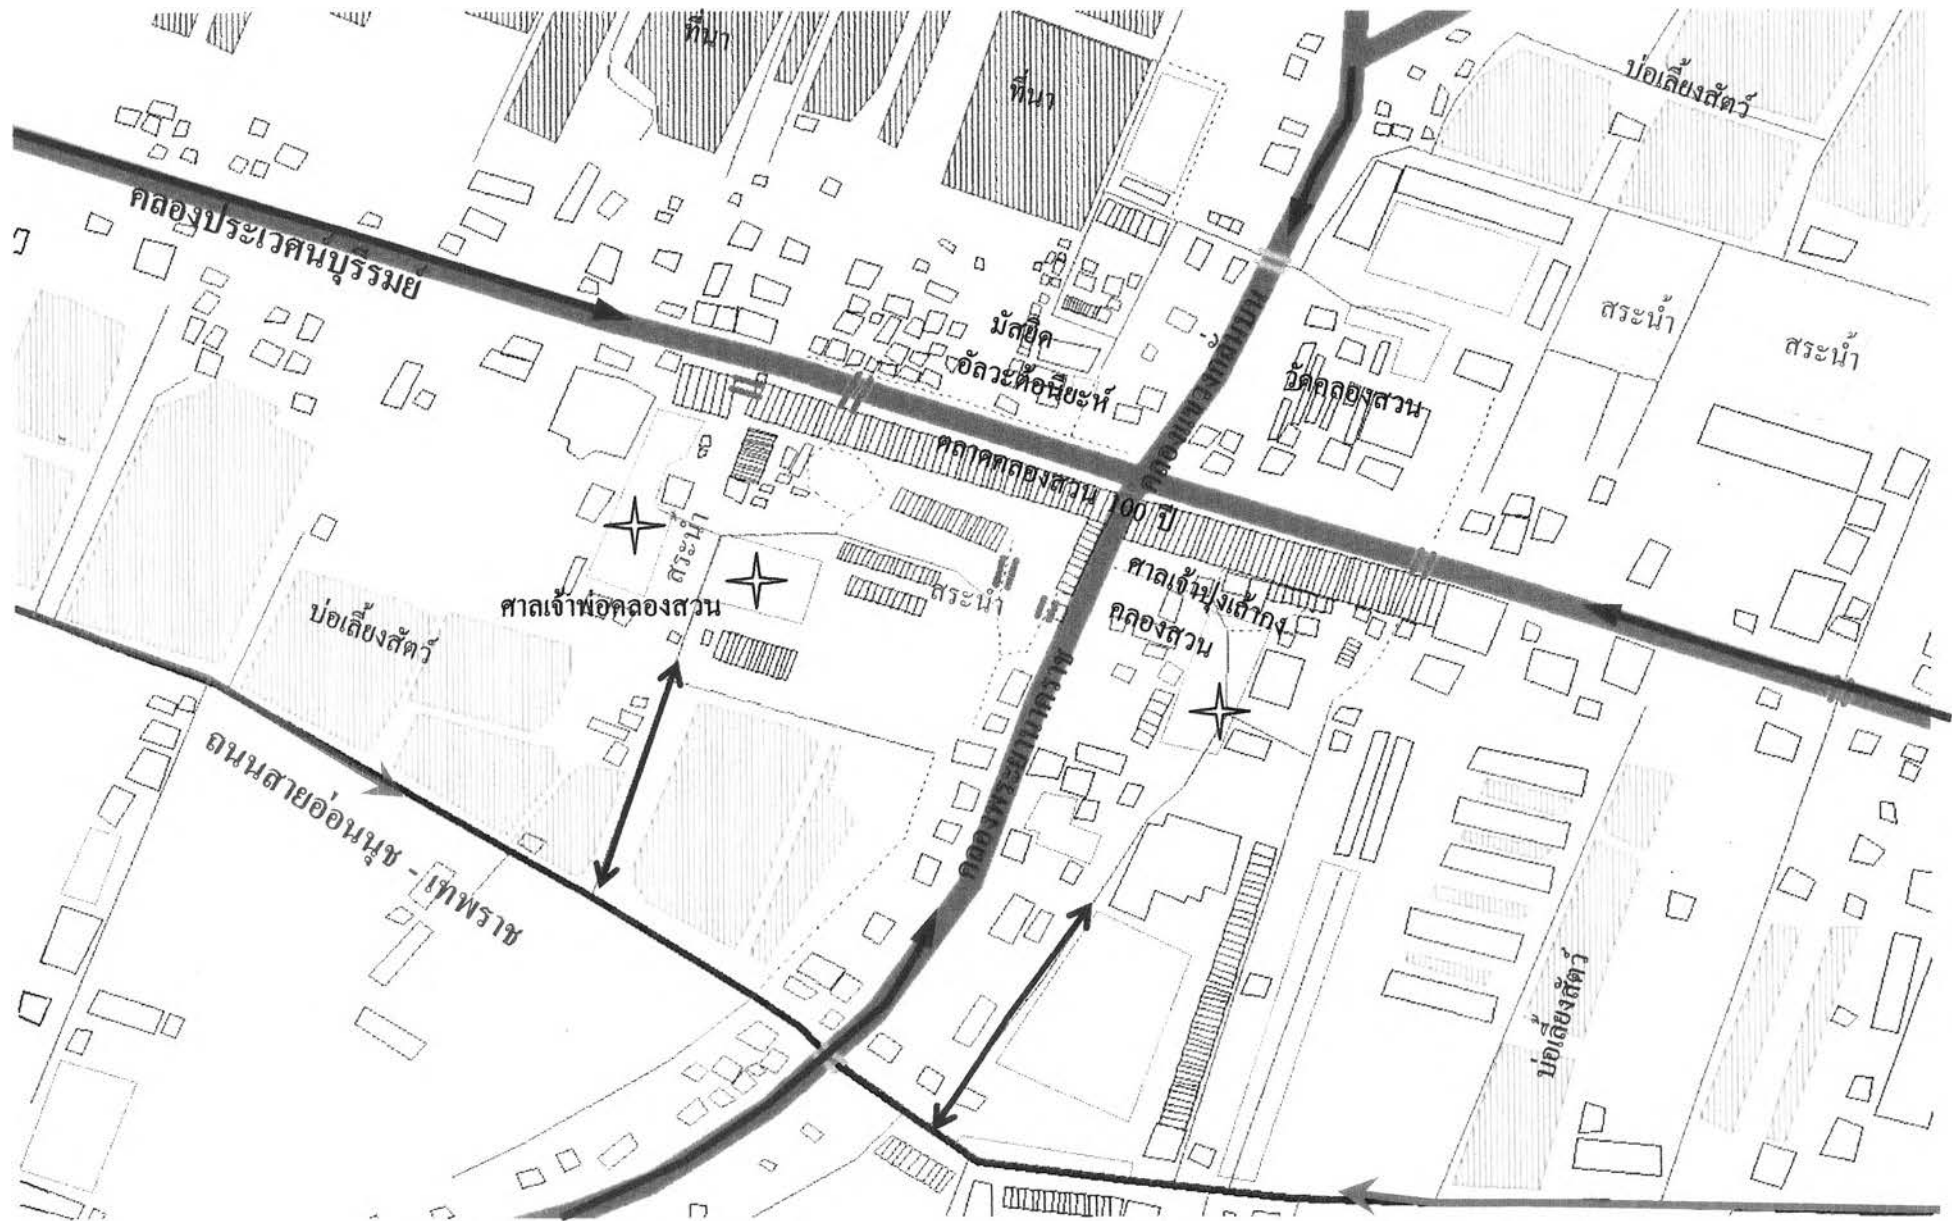 ที่นา
ที่นา
บ่อเลี้ยงสัตว์
คลองประเวศน์บุรีรมย์
สระน้ำ
สระน้ำ
มัสยิด
อัลวะต้อนียะห์
วัดคลองสวน
ตลาดคลองสวน 100 ปี
สระน้ำ
สระน้ำ
ศาลเจ้าพ่อคลองสวน
ศาลเจ้าปุงเถ้ากง
คลองสวน
บ่อเลี้ยงสัตว์
คลองพระยานาคราช
ถนนสายอ่อนนุช - เทพราช
บ่อเลี้ยงสัตว์